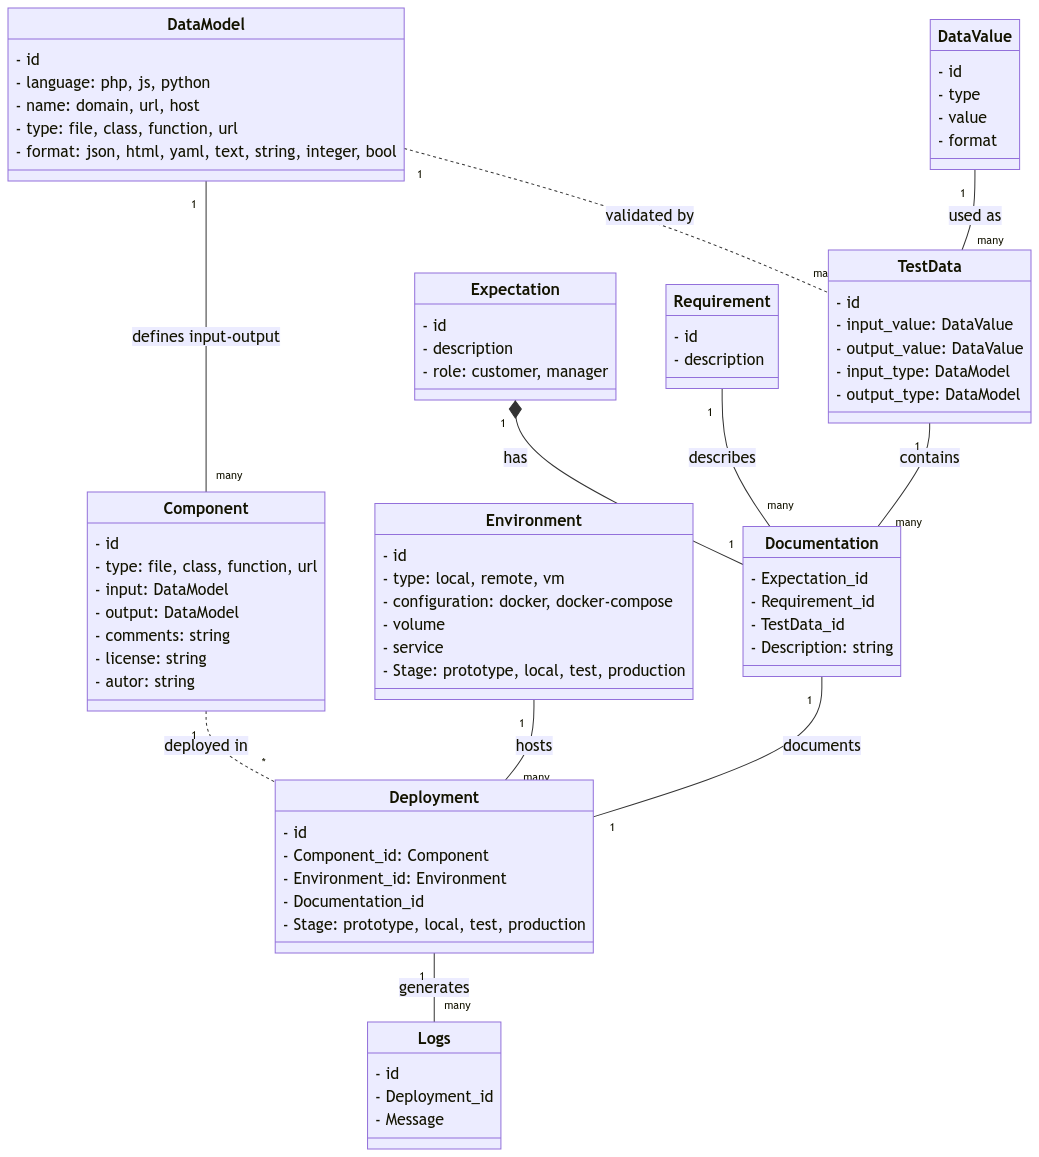 DataModel
- id
- language: php, js, python
- name: domain, url, host
- type: file, class, function, url
- format: json, html, yaml, text, string, integer, bool
DataValue
- id
- type
- value
- format
1
validated by
ma
1
used as
many
1
defines input-output
many
Expectation
- id
- description
- role: customer, manager
Requirement
- id
- description
TestData
- id
- input_value: DataValue
- output_value: DataValue
- input_type: DataModel
- output_type: DataModel
1
has
1
1
describes
many
1
contains
many
Component
- id
- type: file, class, function, url
- input: DataModel
- output: DataModel
- comments: string
- license: string
- autor: string
Environment
- id
- type: local, remote, vm
- configuration: docker, docker-compose
- volume
- service
- Stage: prototype, local, test, production
Documentation
- Expectation_id
- Requirement_id
- TestData_id
- Description: string
1
deployed in
*
1
hosts
many
1
documents
1
Deployment
- id
- Component_id: Component
- Environment_id: Environment
- Documentation_id
- Stage: prototype, local, test, production
1
generates
many
Logs
- id
- Deployment_id
- Message